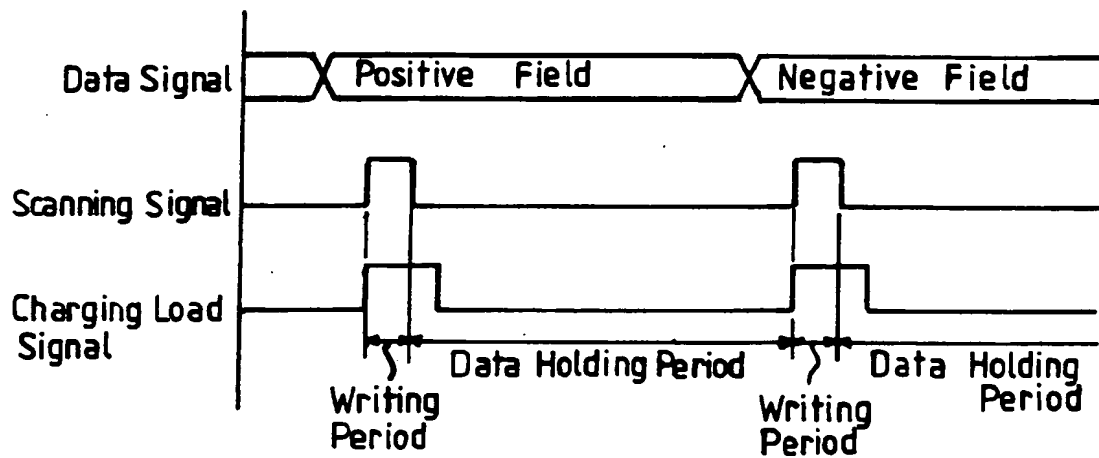 Data Signal
Positive Field
Negative Field
Scanning Signal
Charging Load
Signal
Data Holding Period
Data Holding
Period
Writing
Period
Writing
Period